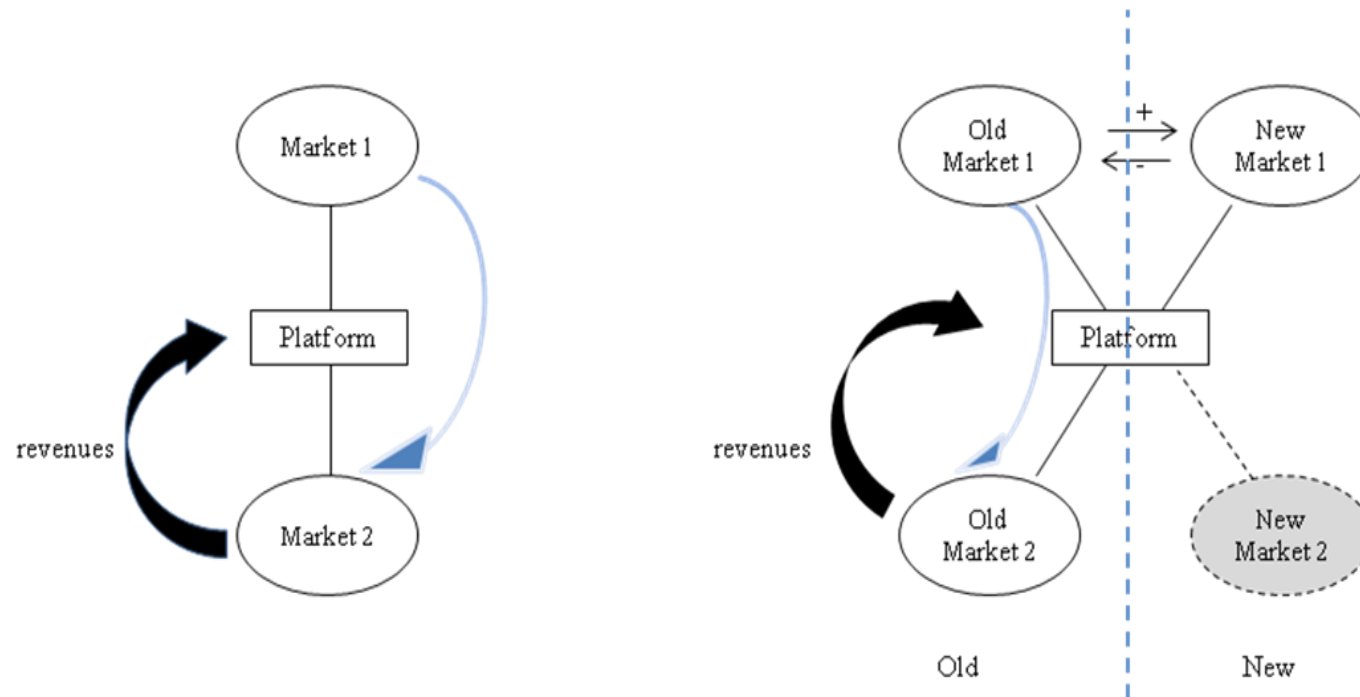 Market 1
Platform
revenues
Market 2
+
-
Old
Market 1
New
Market 1
Platform
revenues
Old
Market 2
New
Market 2
Old
New